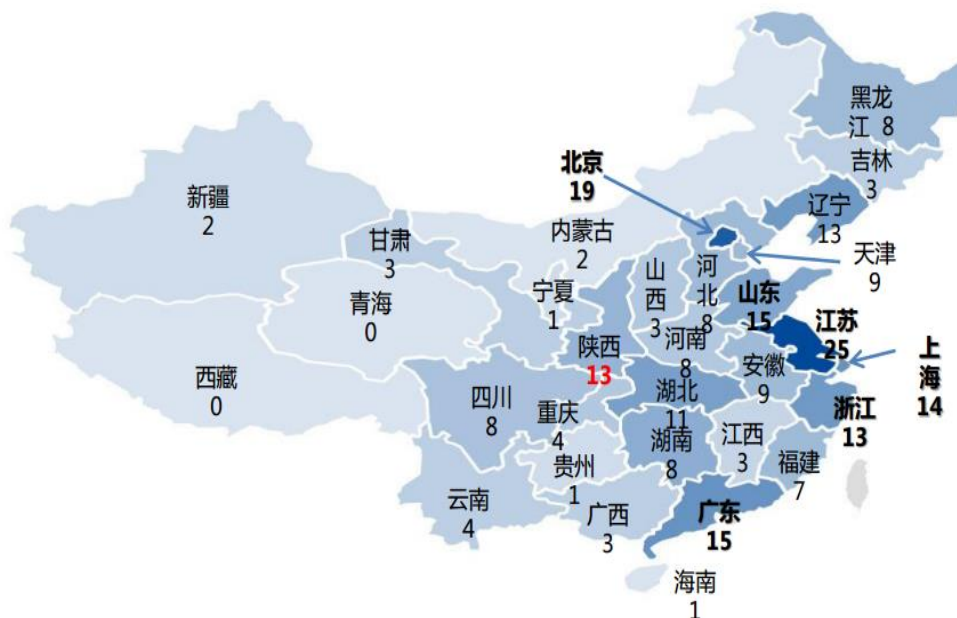 黑龙
江 8
吉林
3
北京
19
辽宁
13
新疆
2
内蒙古
2
天津
9
甘肃
3
山
西
3
河
北
8
宁夏
1
山东
15
青海
0
江苏
25
陕西
13
河南
8
上
海
14
安徽
9
西藏
0
四川
8
湖北
11
重庆
4
浙江
13
湖南
8
江西
3
贵州
1
福建
7
云南
4
广西
3
广东
15
海南
1